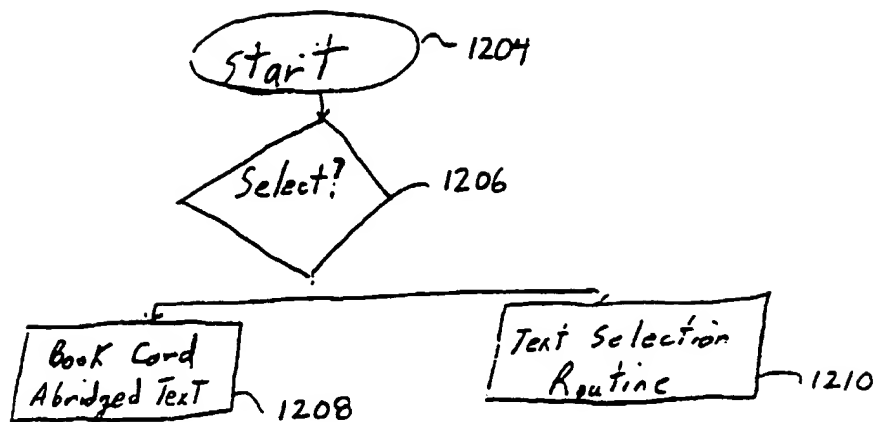 Start
1204
Select?
1206
Book Card
Abridged Text
1208
Text Selection
Routine
1210